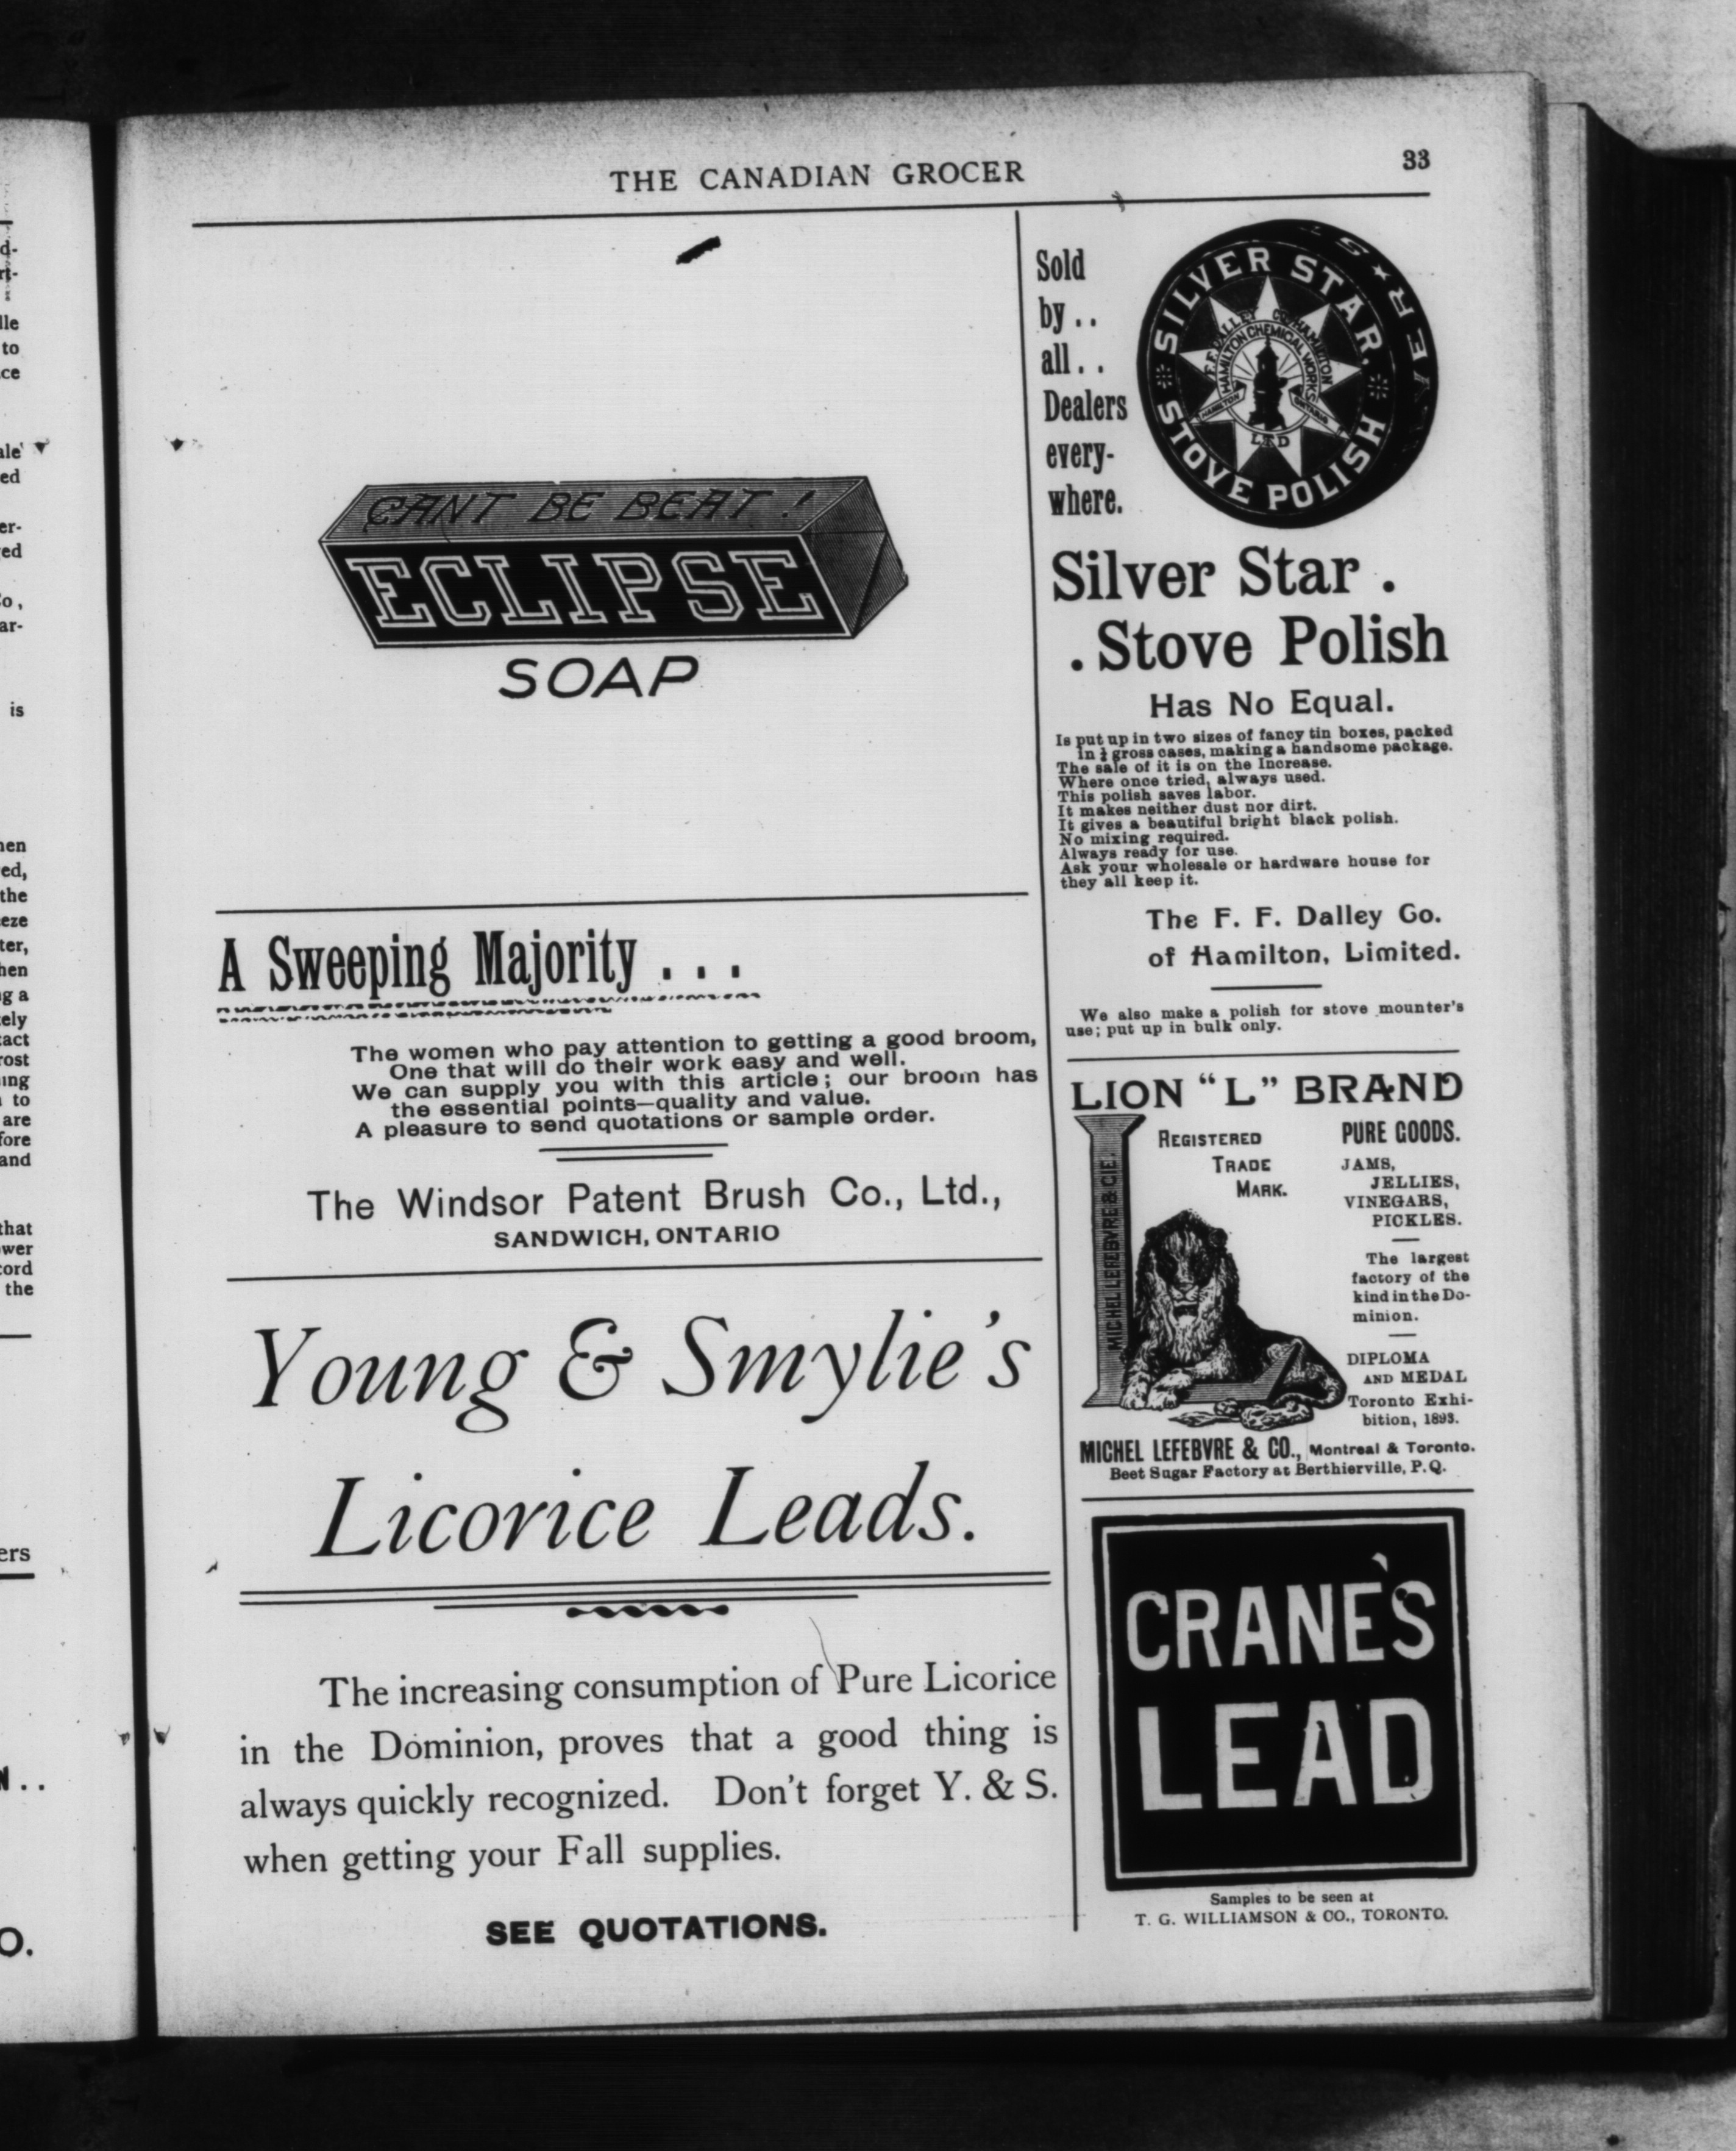 THE CANADIAN GROCER
33
CANT BE BEAT !
ECLIPSE
SOAP
A Sweeping Majority . . .
The women who pay attention to getting a good broom,
One that will do their work easy and well.
We can supply you with this article; our broom has
the essential points—quality and value.
A pleasure to send quotations or sample order.
The Windsor Patent Brush Co., Ltd.,
SANDWICH, ONTARIO
Young & Smylie's
Licorice Leads.
The increasing consumption of Pure Licorice
in the Dominion, proves that a good thing is
always quickly recognized. Don't forget Y. & S.
when getting your Fall supplies.
SEE QUOTATIONS.
Sold
by . .
all . .
Dealers
every-
where.
SILVER STAR
STOVE POLISH
F.F. DALLEY CO. HAMILTON
HAMILTON CHEMICAL WORKS
HAMILTON
ONTARIO
LTD
Silver Star .
. Stove Polish
Has No Equal.
Is put up in two sizes of fancy tin boxes, packed
in gross cases, making a handsome package.
The sale of it is on the Increase.
Where once tried, always used.
This polish saves labor.
It makes neither dust nor dirt.
It gives a beautiful bright black polish.
No mixing required.
Always ready for use.
Ask your wholesale or hardware house for
they all keep it.
The F. F. Dalley Co.
of Hamilton, Limited.
We also make a polish for stove mounter's
use; put up in bulk only.
LION "L" BRAND
REGISTERED
TRADE
MARK.
MICHEL LEFEBVRE & CIE.
PURE GOODS.
JAMS,
JELLIES,
VINEGARS,
PICKLES.
The largest
factory of the
kind in the Do-
minion.
DIPLOMA
AND MEDAL
Toronto Exhi-
bition, 1893.
MICHEL LEFEBVRE & CO., Montreal & Toronto.
Beet Sugar Factory at Berthierville, P.Q.
CRANE'S
LEAD
Samples to be seen at
T. G. WILLIAMSON & CO., TORONTO.